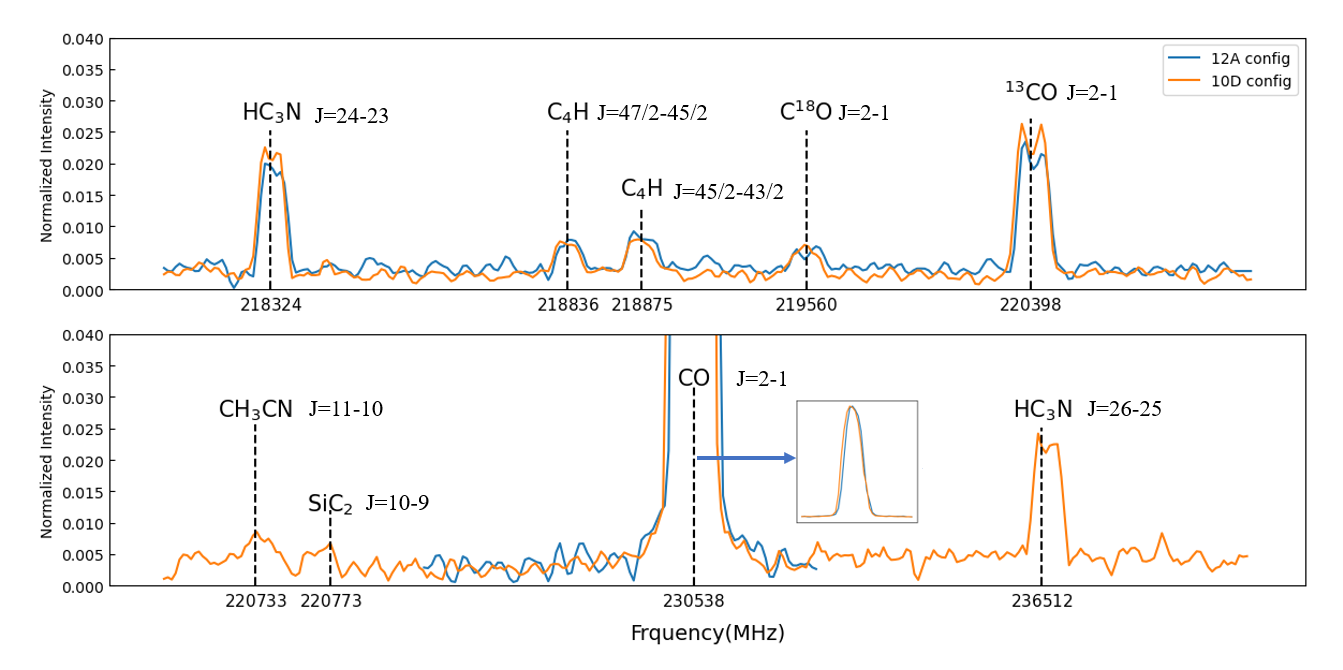 0.040
0.035
0.030
0.025
0.020
0.015
0.010
0.005
0.000
Normalized Intensity
12A config
10D config
HC₃N J=24-23
C₄H J=47/2-45/2
C₄H J=45/2-43/2
C¹⁸O J=2-1
¹³CO J=2-1
218324 218836 218875 219560 220398
0.040
0.035
0.030
0.025
0.020
0.015
0.010
0.005
0.000
Normalized Intensity
CH₃CN J=11-10
SiC₂ J=10-9
CO J=2-1
HC₃N J=26-25
220733 220773 230538 236512
Frquency(MHz)